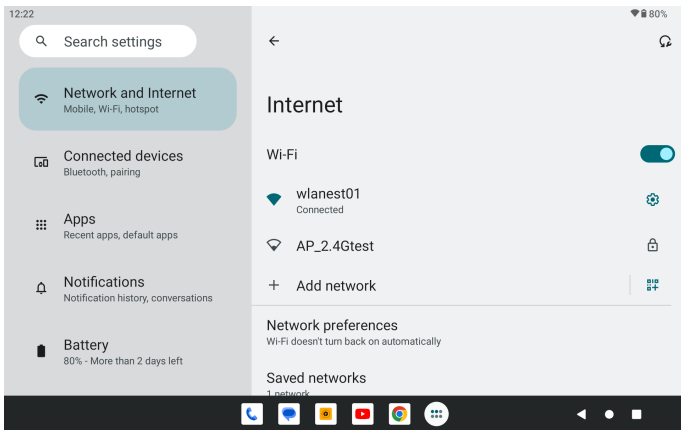 12:22
80%
Search settings
Network and Internet
Mobile, Wi-Fi, hotspot
Connected devices
Bluetooth, pairing
Apps
Recent apps, default apps
Notifications
Notification history, conversations
Battery
80% - More than 2 days left
Internet
Wi-Fi
wlanest01
Connected
AP_2.4Gtest
Add network
Network preferences
Wi-Fi doesn't turn back on automatically
Saved networks
1 network